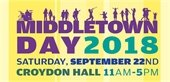 MIDDLETOWN
DAY 2018
SATURDAY, SEPTEMBER 22ND
CROYDON HALL 11AM-5PM